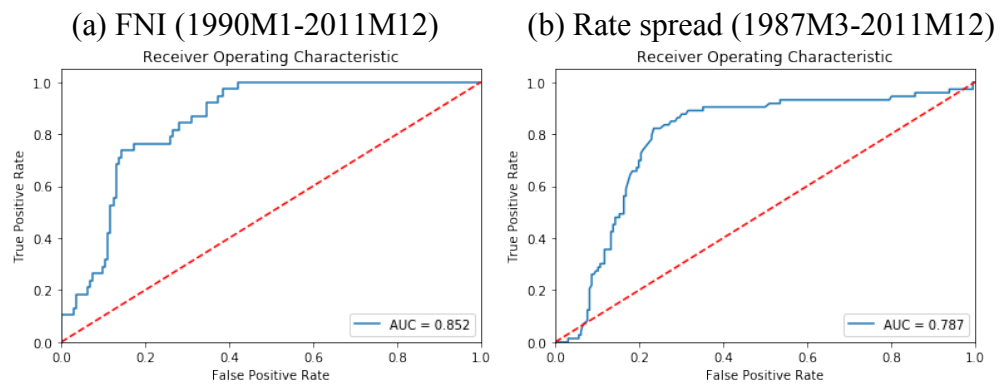 (a) FNI (1990M1-2011M12)
Receiver Operating Characteristic
True Positive Rate
1.0
0.8
0.6
0.4
0.2
0.0
0.0 0.2 0.4 0.6 0.8 1.0
False Positive Rate
AUC = 0.852
(b) Rate spread (1987M3-2011M12)
Receiver Operating Characteristic
True Positive Rate
1.0
0.8
0.6
0.4
0.2
0.0
0.0 0.2 0.4 0.6 0.8 1.0
False Positive Rate
AUC = 0.787